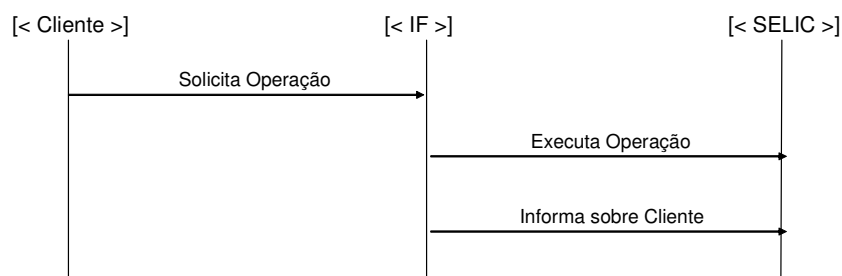 [< Cliente >] [< IF >] [< SELIC >]
Solicita Operação
Executa Operação
Informa sobre Cliente